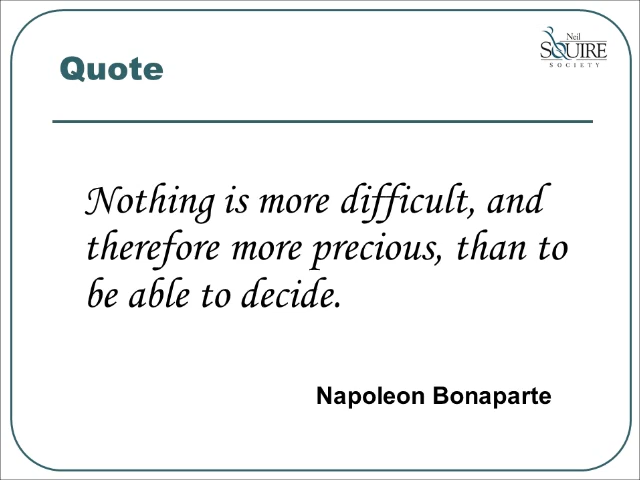 Quote
Neil
SQUIRE
SOCIETY
Nothing is more difficult, and
therefore more precious, than to
be able to decide.
Napoleon Bonaparte